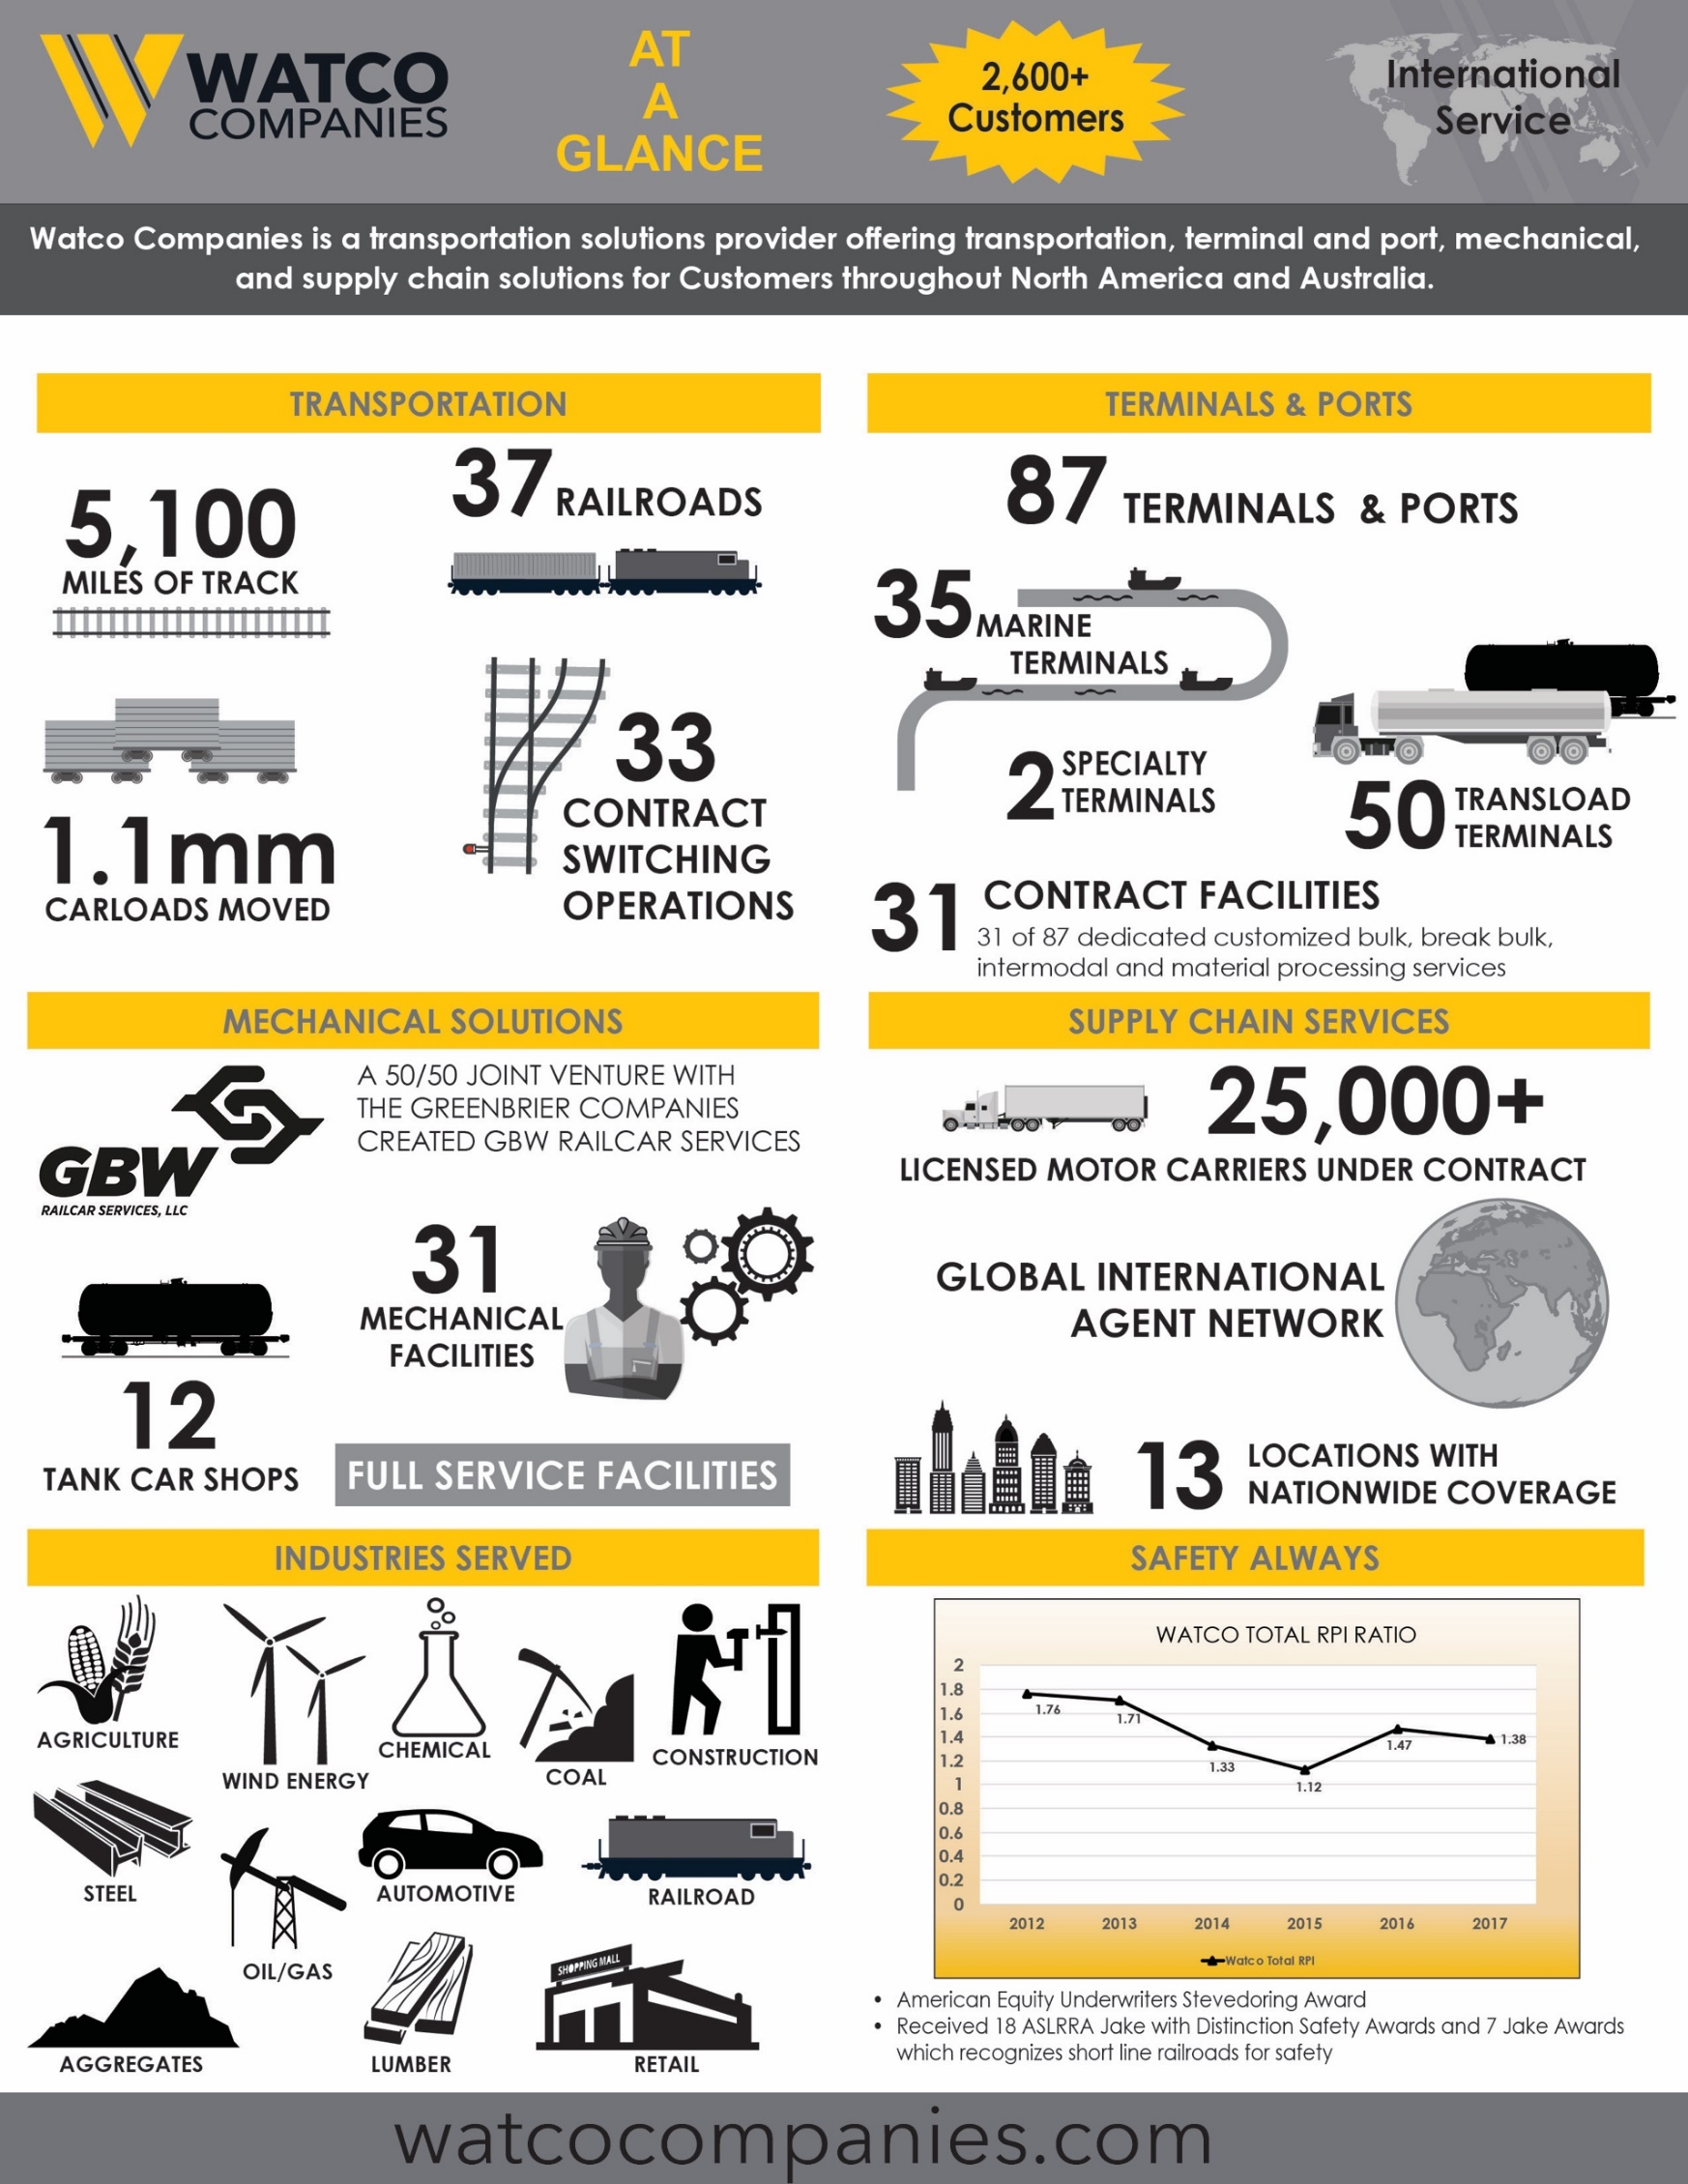 WATCO
COMPANIES
AT
A
GLANCE
2,600+
Customers
International
Service
Watco Companies is a transportation solutions provider offering transportation, terminal and port, mechanical,
and supply chain solutions for Customers throughout North America and Australia.
TRANSPORTATION
5,100
MILES OF TRACK
37 RAILROADS
1.1mm
CARLOADS MOVED
33
CONTRACT
SWITCHING
OPERATIONS
TERMINALS & PORTS
87 TERMINALS & PORTS
35 MARINE
TERMINALS
2 SPECIALTY
TERMINALS
50 TRANSLOAD
TERMINALS
31 CONTRACT FACILITIES
31 of 87 dedicated customized bulk, break bulk,
intermodal and material processing services
MECHANICAL SOLUTIONS
GBW
RAILCAR SERVICES, LLC
A 50/50 JOINT VENTURE WITH
THE GREENBRIER COMPANIES
CREATED GBW RAILCAR SERVICES
31
MECHANICAL
FACILITIES
12
TANK CAR SHOPS
FULL SERVICE FACILITIES
SUPPLY CHAIN SERVICES
25,000+
LICENSED MOTOR CARRIERS UNDER CONTRACT
GLOBAL INTERNATIONAL
AGENT NETWORK
13 LOCATIONS WITH
NATIONWIDE COVERAGE
INDUSTRIES SERVED
AGRICULTURE
WIND ENERGY
CHEMICAL
COAL
CONSTRUCTION
STEEL
OIL/GAS
AUTOMOTIVE
RAILROAD
AGGREGATES
LUMBER
SHOPPING MALL
RETAIL
SAFETY ALWAYS
WATCO TOTAL RPI RATIO
2
1.8
1.6
1.4
1.2
1
0.8
0.6
0.4
0.2
0
1.76
1.71
1.33
1.12
1.47
1.38
2012 2013 2014 2015 2016 2017
Watco Total RPI
• American Equity Underwriters Stevedoring Award
• Received 18 ASLRRA Jake with Distinction Safety Awards and 7 Jake Awards
which recognizes short line railroads for safety
watcocompanies.com